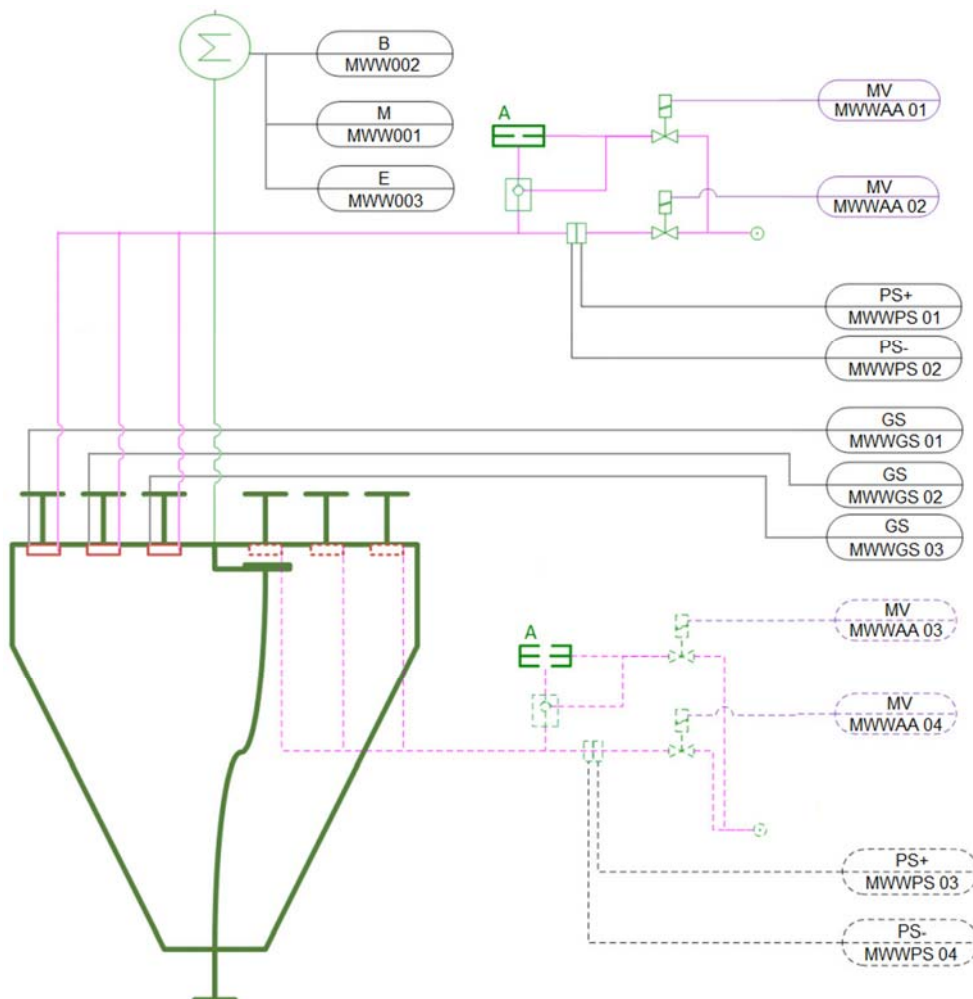 B
MWW002
M
MWW001
E
MWW003
A
MV
MWWAA 01
MV
MWWAA 02
PS+
MWWPS 01
PS-
MWWPS 02
GS
MWWGS 01
GS
MWWGS 02
GS
MWWGS 03
A
MV
MWWAA 03
MV
MWWAA 04
PS+
MWWPS 03
PS-
MWWPS 04